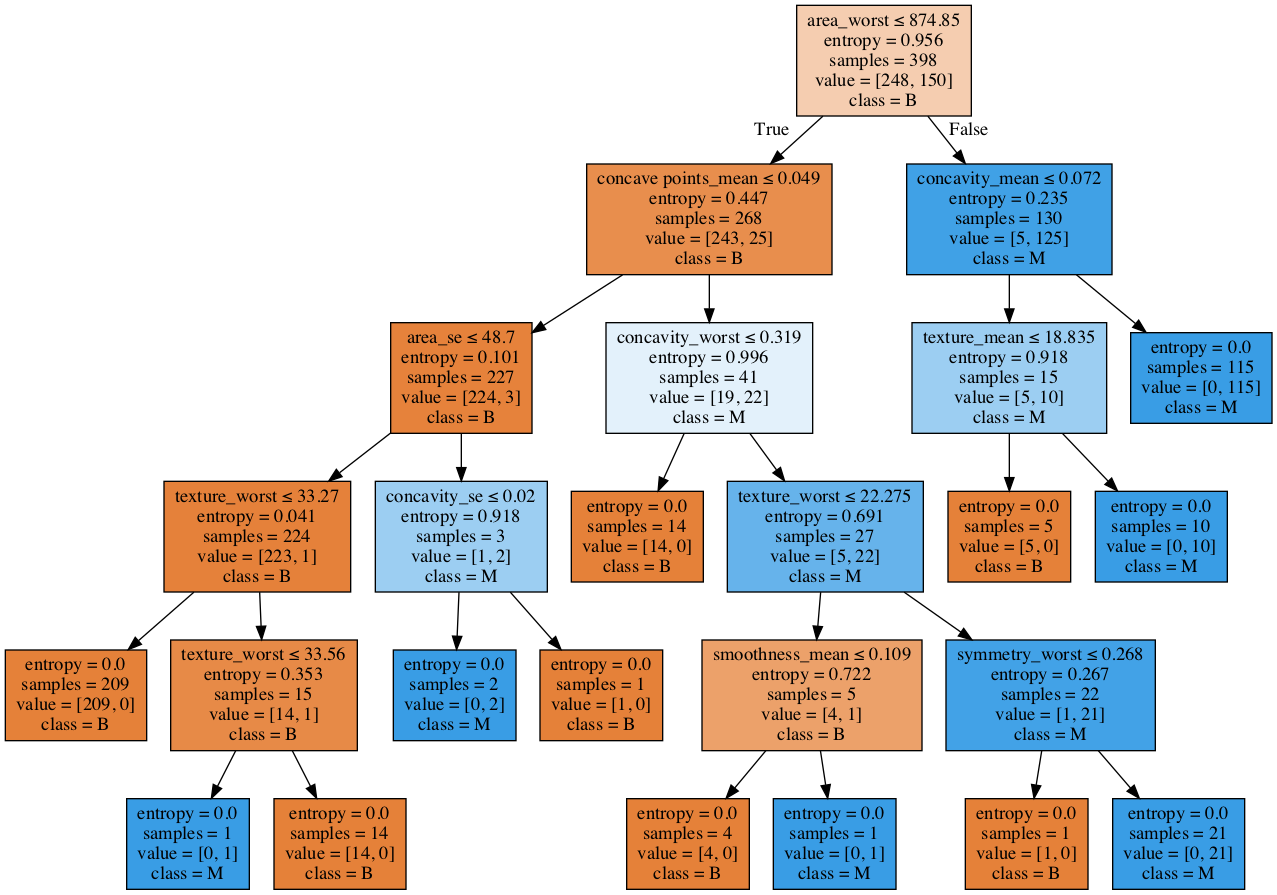 area_worst ≤ 874.85
entropy = 0.956
samples = 398
value = [248, 150]
class = B
True
False
concave points_mean ≤ 0.049
entropy = 0.447
samples = 268
value = [243, 25]
class = B
concavity_mean ≤ 0.072
entropy = 0.235
samples = 130
value = [5, 125]
class = M
area_se ≤ 48.7
entropy = 0.101
samples = 227
value = [224, 3]
class = B
concavity_worst ≤ 0.319
entropy = 0.996
samples = 41
value = [19, 22]
class = M
texture_mean ≤ 18.835
entropy = 0.918
samples = 15
value = [5, 10]
class = M
entropy = 0.0
samples = 115
value = [0, 115]
class = M
texture_worst ≤ 33.27
entropy = 0.041
samples = 224
value = [223, 1]
class = B
concavity_se ≤ 0.02
entropy = 0.918
samples = 3
value = [1, 2]
class = M
entropy = 0.0
samples = 14
value = [14, 0]
class = B
texture_worst ≤ 22.275
entropy = 0.691
samples = 27
value = [5, 22]
class = M
entropy = 0.0
samples = 5
value = [5, 0]
class = B
entropy = 0.0
samples = 10
value = [0, 10]
class = M
entropy = 0.0
samples = 209
value = [209, 0]
class = B
texture_worst ≤ 33.56
entropy = 0.353
samples = 15
value = [14, 1]
class = B
entropy = 0.0
samples = 2
value = [0, 2]
class = M
entropy = 0.0
samples = 1
value = [1, 0]
class = B
smoothness_mean ≤ 0.109
entropy = 0.722
samples = 5
value = [4, 1]
class = B
symmetry_worst ≤ 0.268
entropy = 0.267
samples = 22
value = [1, 21]
class = M
entropy = 0.0
samples = 1
value = [0, 1]
class = M
entropy = 0.0
samples = 14
value = [14, 0]
class = B
entropy = 0.0
samples = 4
value = [4, 0]
class = B
entropy = 0.0
samples = 1
value = [0, 1]
class = M
entropy = 0.0
samples = 1
value = [1, 0]
class = B
entropy = 0.0
samples = 21
value = [0, 21]
class = M